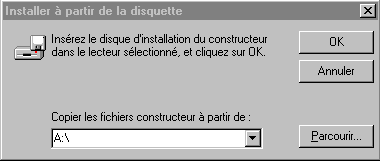 Installer à partir de la disquette
Insérez le disque d'installation du constructeur
dans le lecteur sélectionné, et cliquez sur OK.
OK
Annuler
Copier les fichiers constructeur à partir de :
A:\
Parcourir...